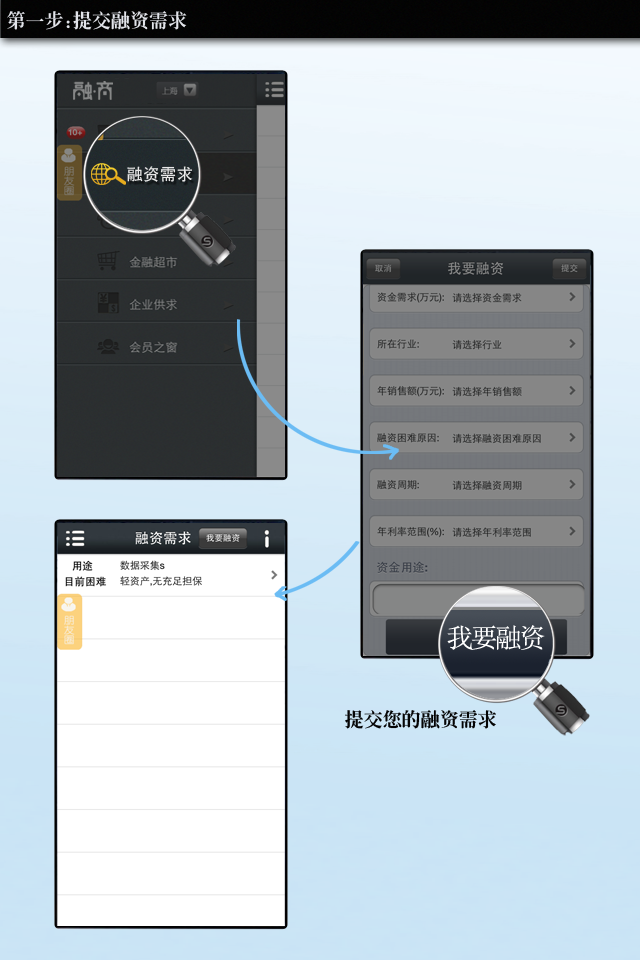 第一步:提交融资需求
融·商
上海
10+
朋友圈
融资需求
金融超市
企业供求
会员之窗
取消
我要融资
提交
资金需求(万元): 请选择资金需求
所在行业: 请选择行业
年销售额(万元): 请选择年销售额
融资困难原因: 请选择融资困难原因
融资周期: 请选择融资周期
年利率范围(%): 请选择年利率范围
资金用途:
我要融资
提交您的融资需求
融资需求
我要融资
用途 数据采集s
目前困难 轻资产,无充足担保
朋友圈